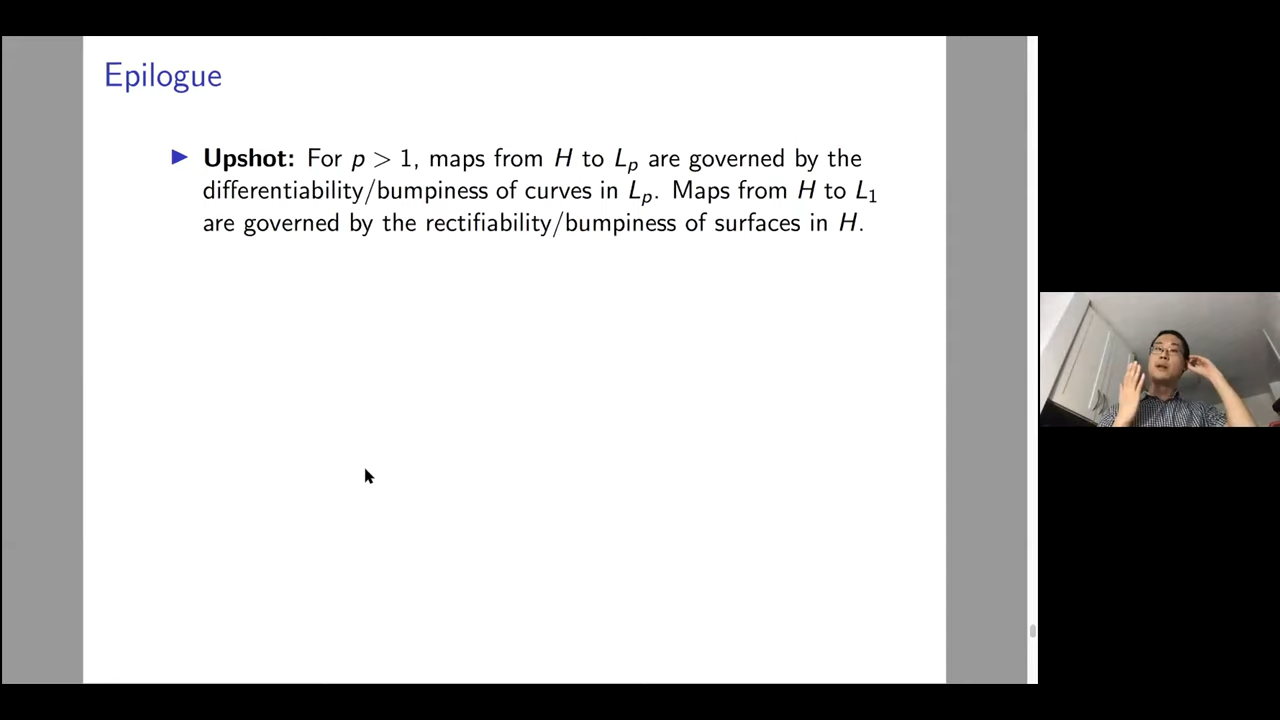 Epilogue
▶ Upshot: For p > 1, maps from H to Lₚ are governed by the
differentiability/bumpiness of curves in Lₚ. Maps from H to L₁
are governed by the rectifiability/bumpiness of surfaces in H.